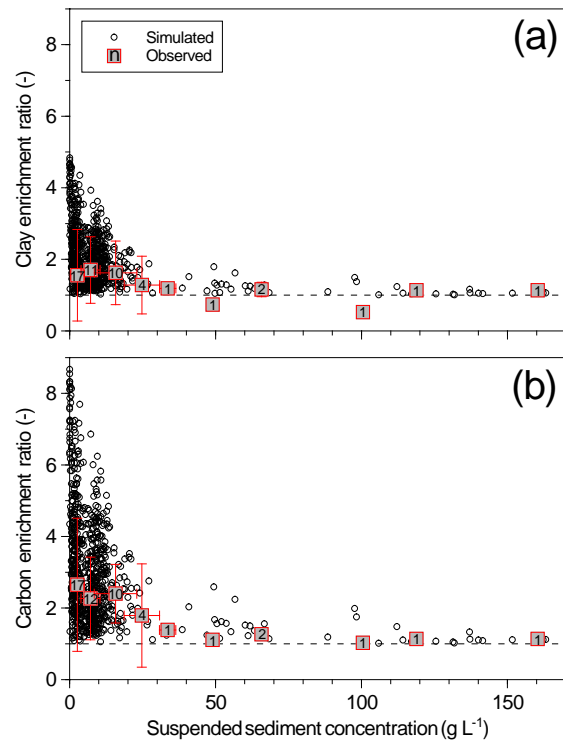 (a)
Simulated
n Observed
Clay enrichment ratio (-)
8
6
4
2
0
17 11 10 4 1 1 2 1 1 1
(b)
Carbon enrichment ratio (-)
8
6
4
2
0
17 12 10 4 1 1 2 1 1 1
0 50 100 150
Suspended sediment concentration (g L-1)